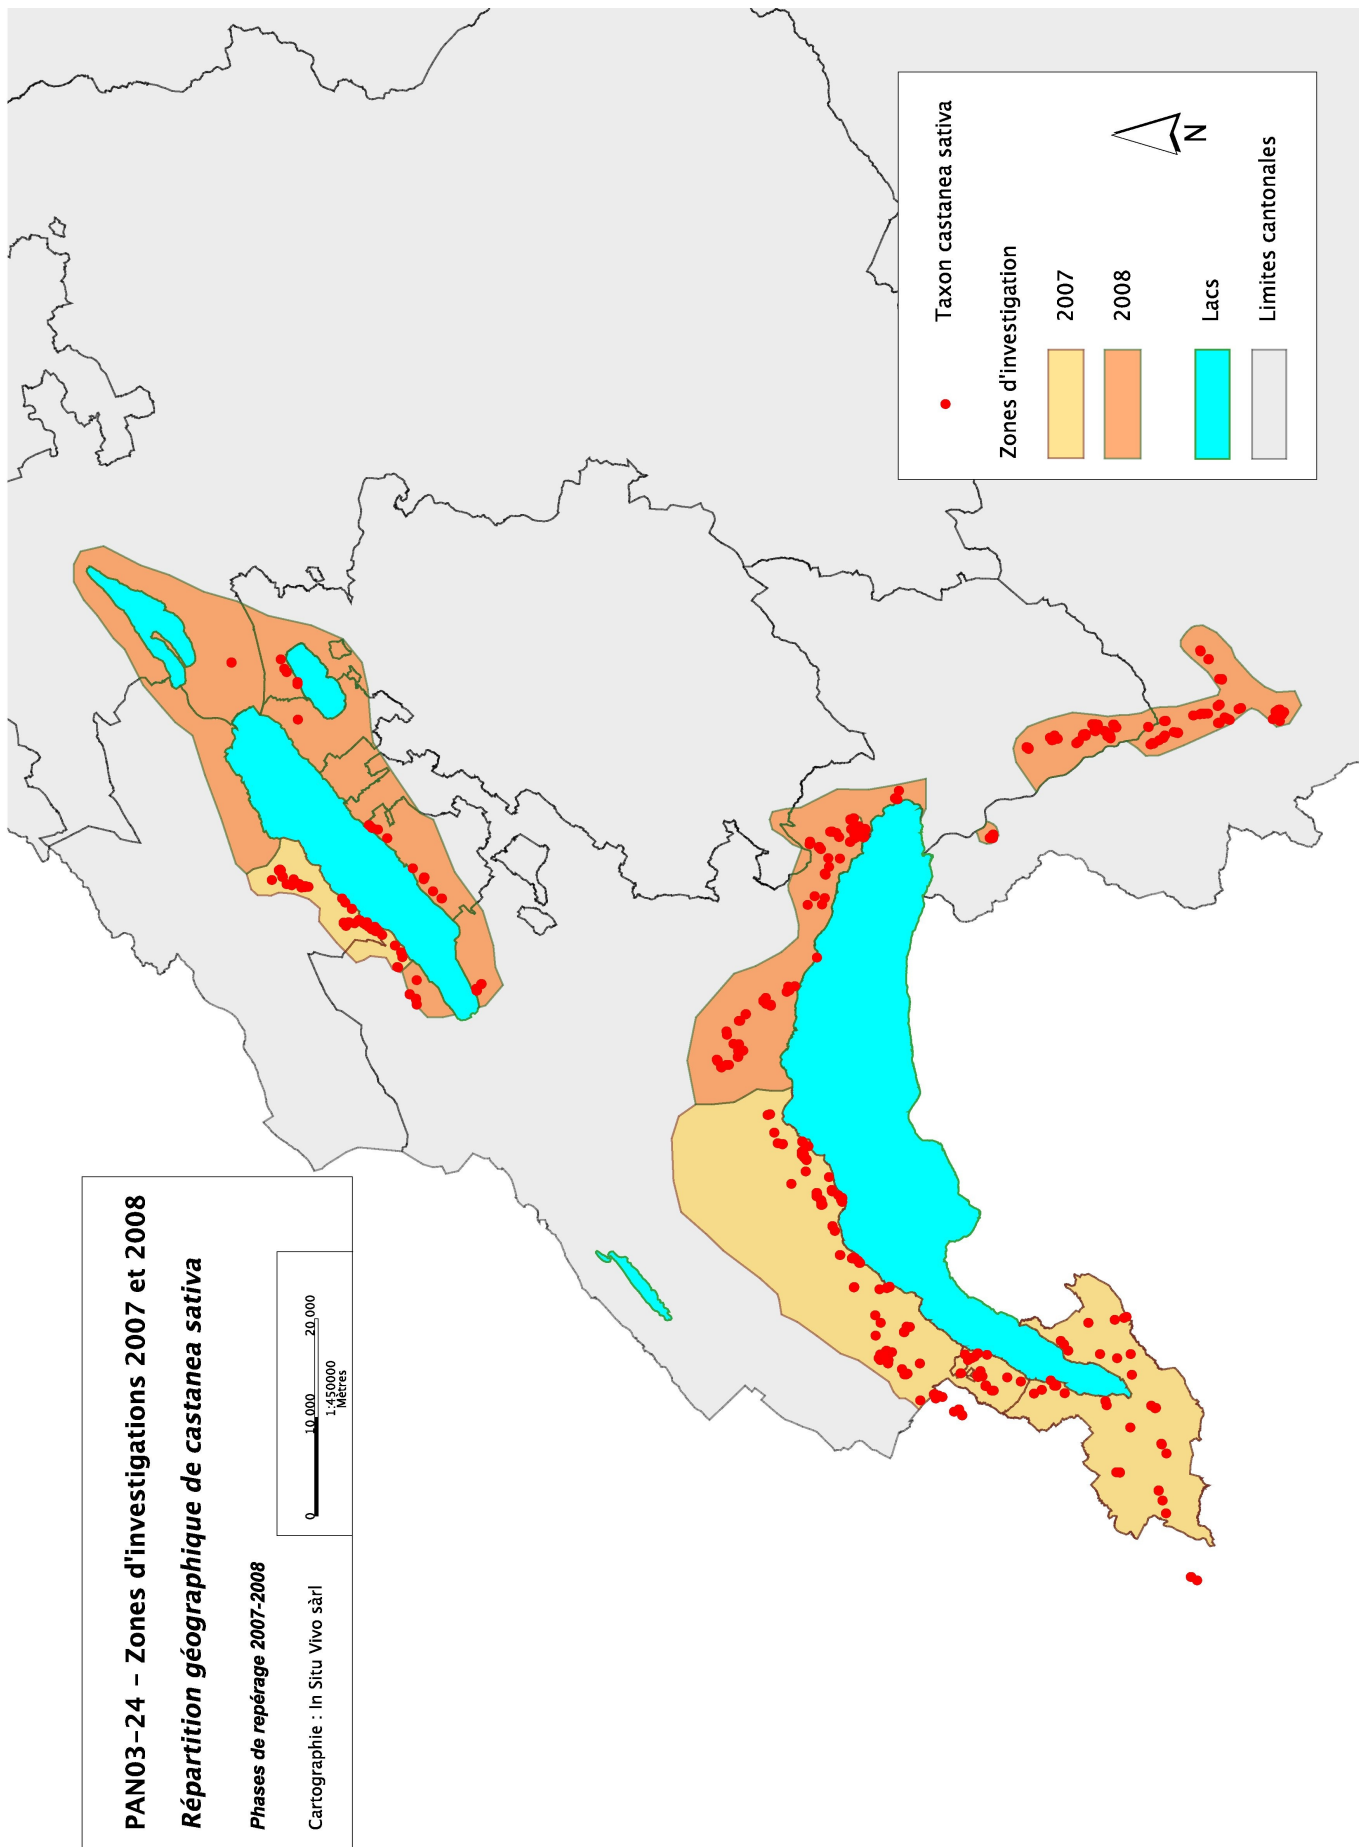 PAN03-24 - Zones d'investigations 2007 et 2008
Répartition géographique de castanea sativa
Phases de repérage 2007-2008
Cartographie : In Situ Vivo sàrl
0 10 000 20 000
1:450000
Mètres
Taxon castanea sativa
Zones d'investigation
2007
2008
Lacs
Limites cantonales
N